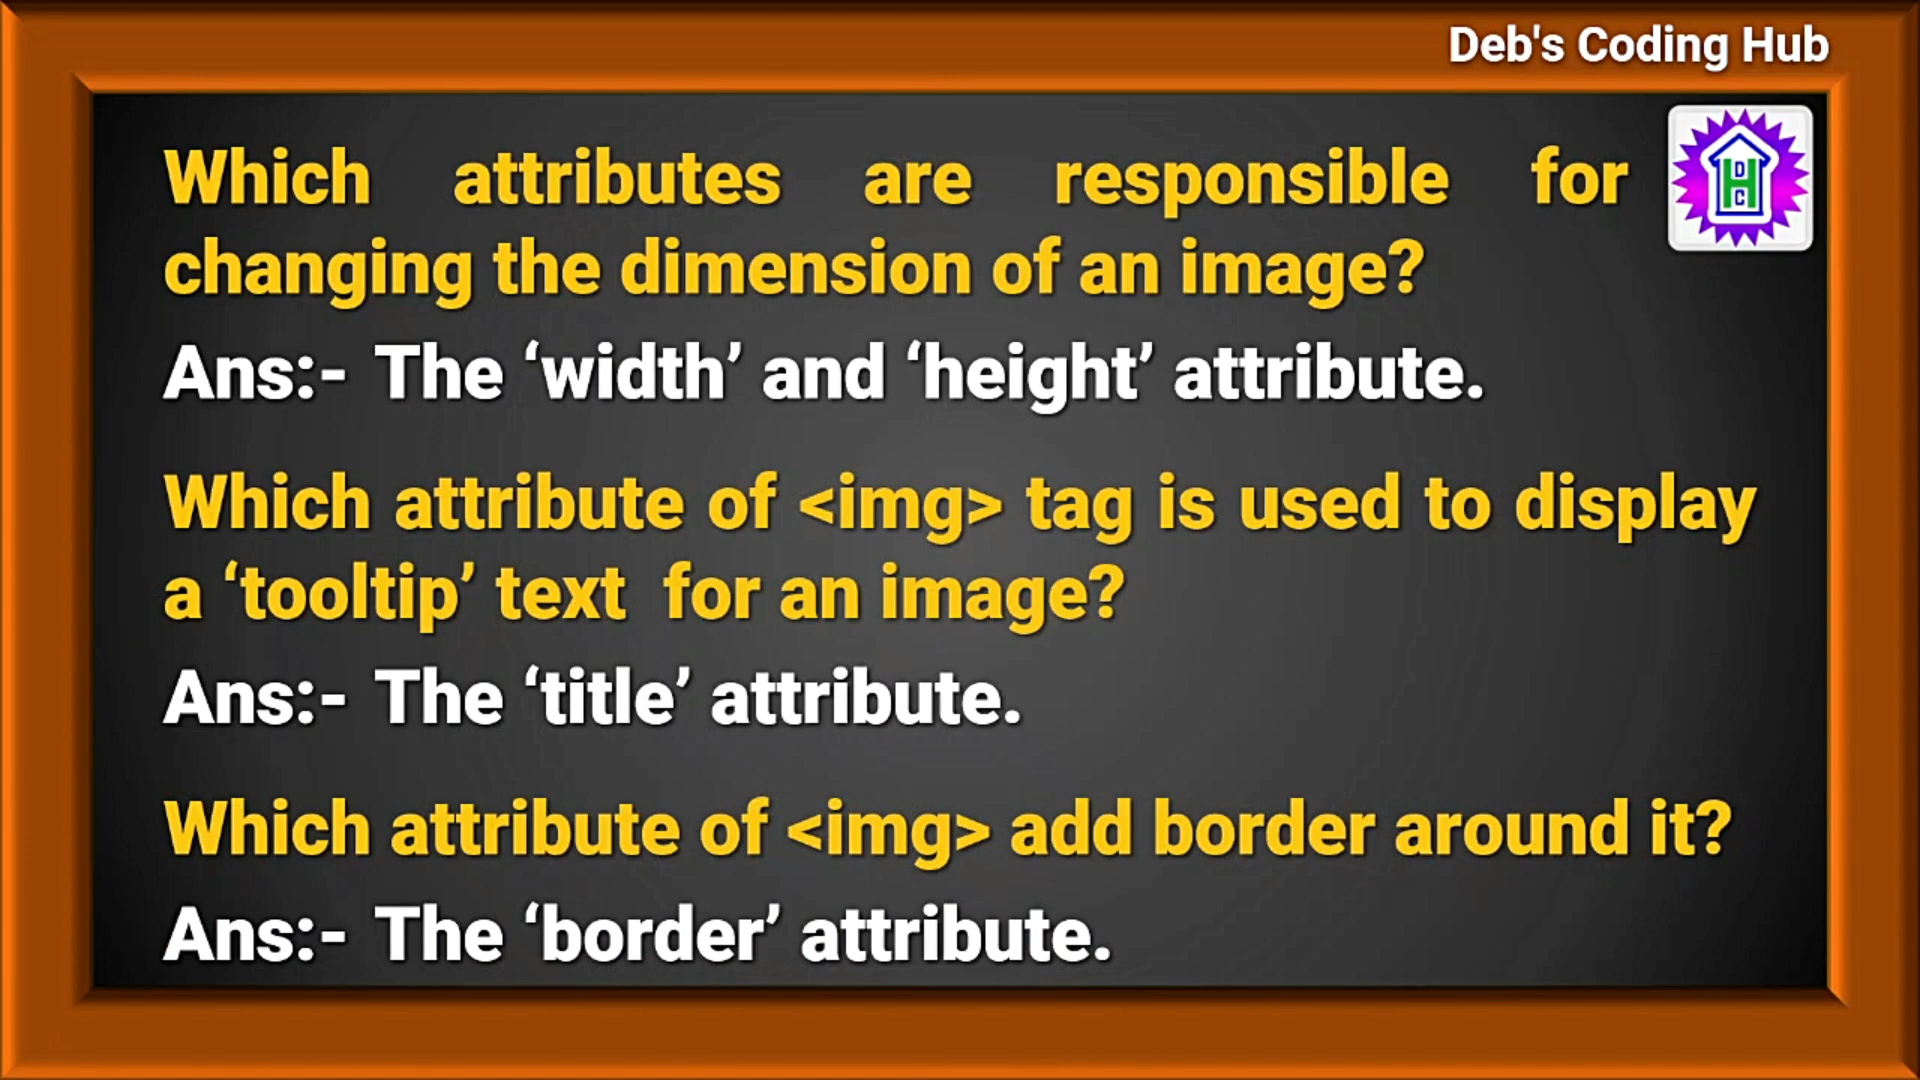 Deb's Coding Hub
Which attributes are responsible for
changing the dimension of an image?
Ans:- The ‘width’ and ‘height’ attribute.
Which attribute of <img> tag is used to display
a ‘tooltip’ text for an image?
Ans:- The ‘title’ attribute.
Which attribute of <img> add border around it?
Ans:- The ‘border’ attribute.
D
H
C